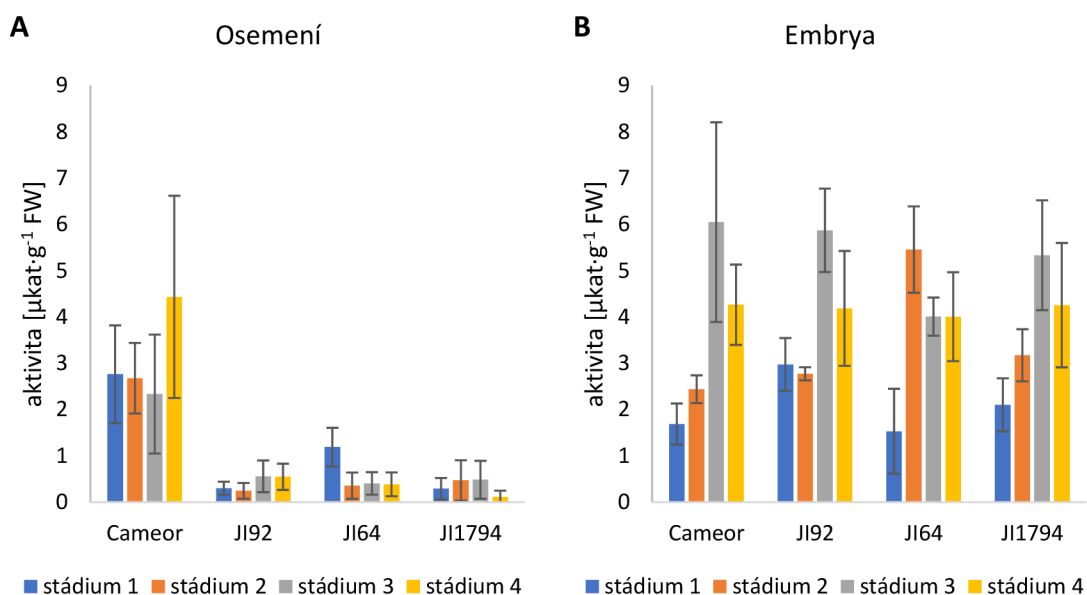 A
Osemení
aktivita [µkat·g-1 FW]
9
8
7
6
5
4
3
2
1
0
Cameor JI92 JI64 JI1794
stádium 1 stádium 2 stádium 3 stádium 4
B
Embrya
aktivita [µkat·g-1 FW]
9
8
7
6
5
4
3
2
1
0
Cameor JI92 JI64 JI1794
stádium 1 stádium 2 stádium 3 stádium 4